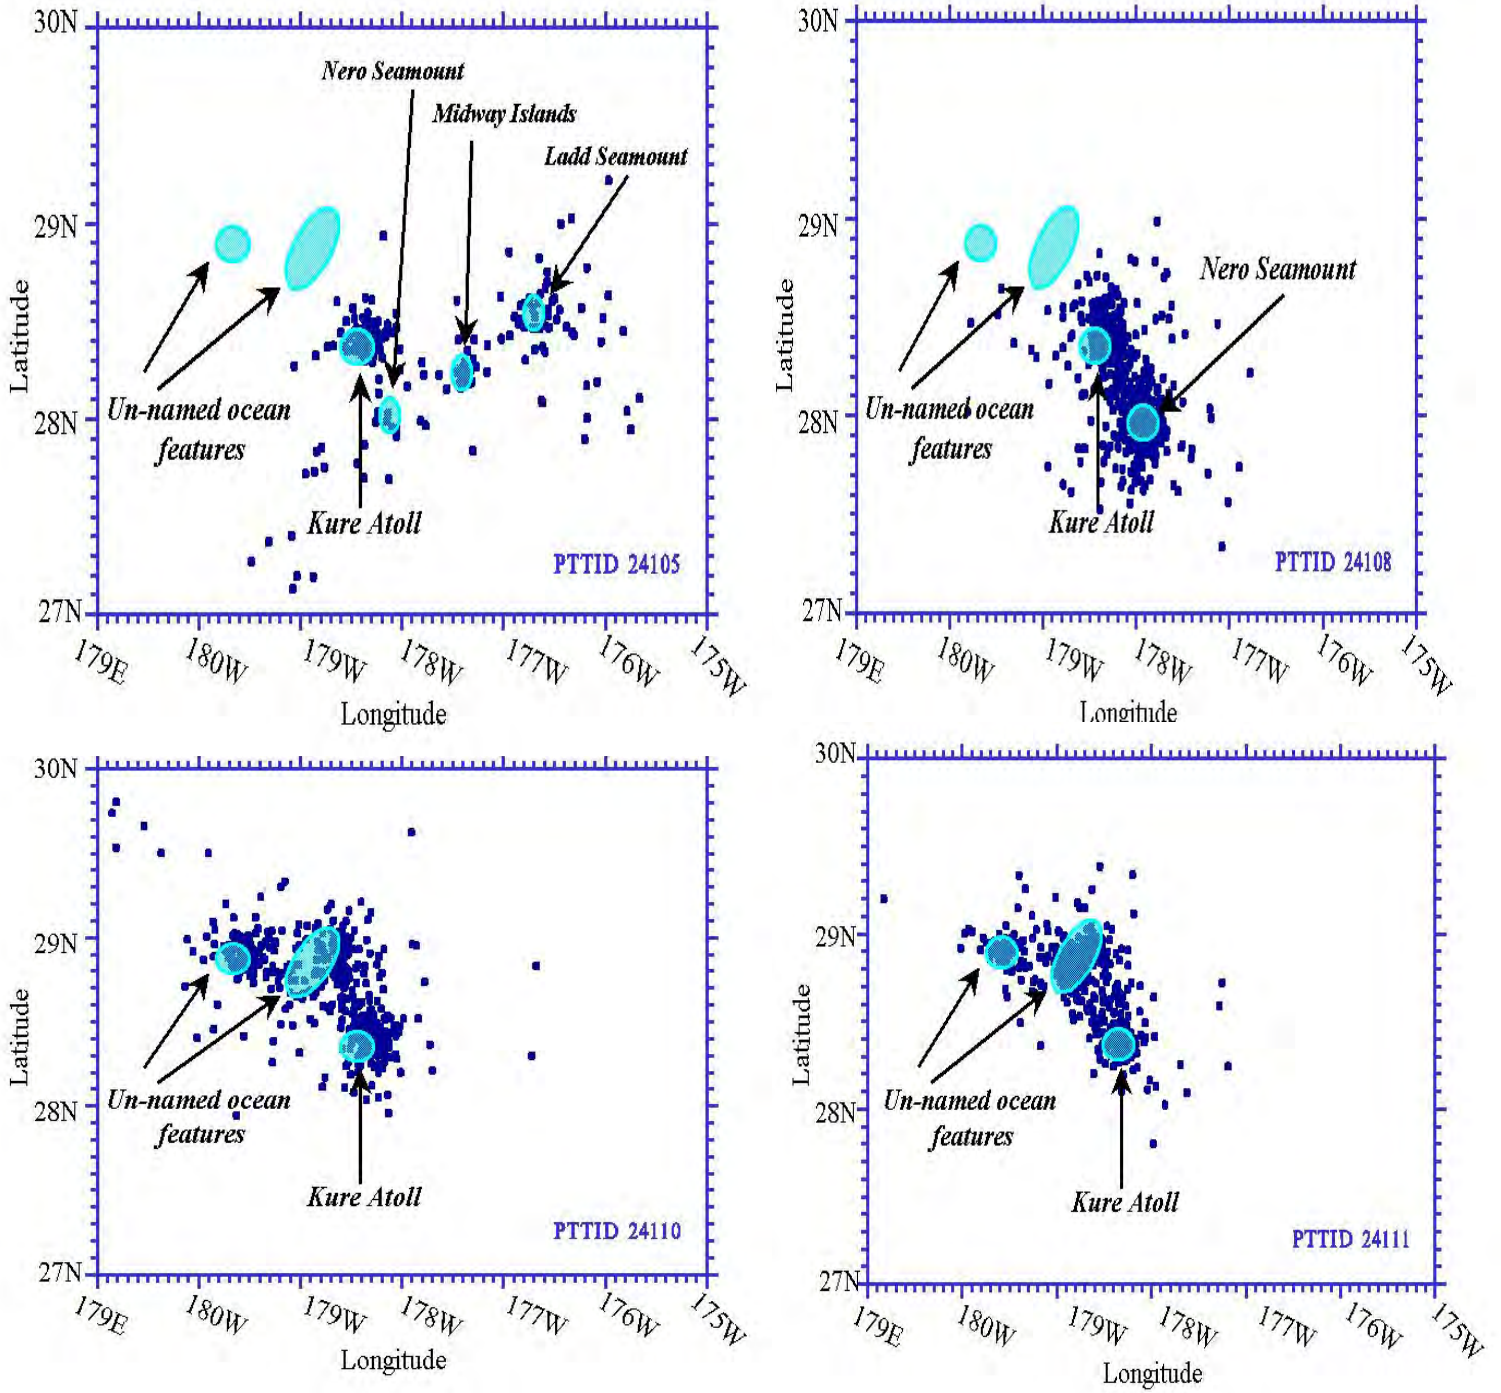 30N
Nero Seamount
Midway Islands
Ladd Seamount
29N
Latitude
Un-named ocean
features
28N
Kure Atoll
PTTID 24105
27N
179E
180W
179W
178W
177W
176W
175W
Longitude
30N
29N
Nero Seamount
Latitude
Un-named ocean
features
28N
Kure Atoll
PTTID 24108
27N
179E
180W
179W
178W
177W
176W
175W
Longitude
30N
29N
Latitude
Un-named ocean
features
28N
Kure Atoll
PTTID 24110
27N
179E
180W
179W
178W
177W
176W
175W
Longitude
30N
29N
Latitude
Un-named ocean
features
28N
Kure Atoll
PTTID 24111
27N
179E
180W
179W
178W
177W
176W
175W
Longitude